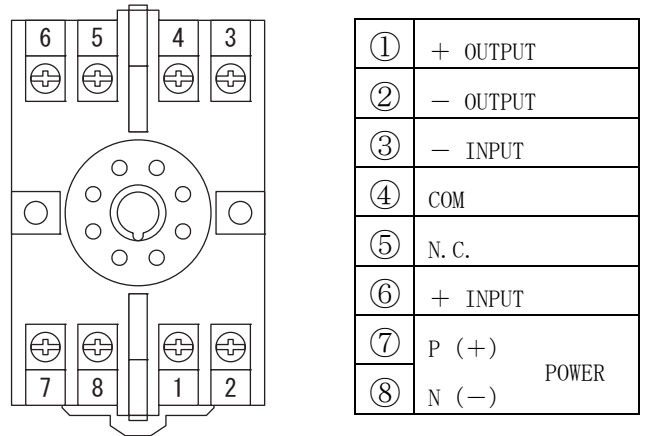 6 5 4 3
7 8 1 2
① + OUTPUT
② − OUTPUT
③ − INPUT
④ COM
⑤ N.C.
⑥ + INPUT
⑦ P (+)
POWER
⑧ N (−)